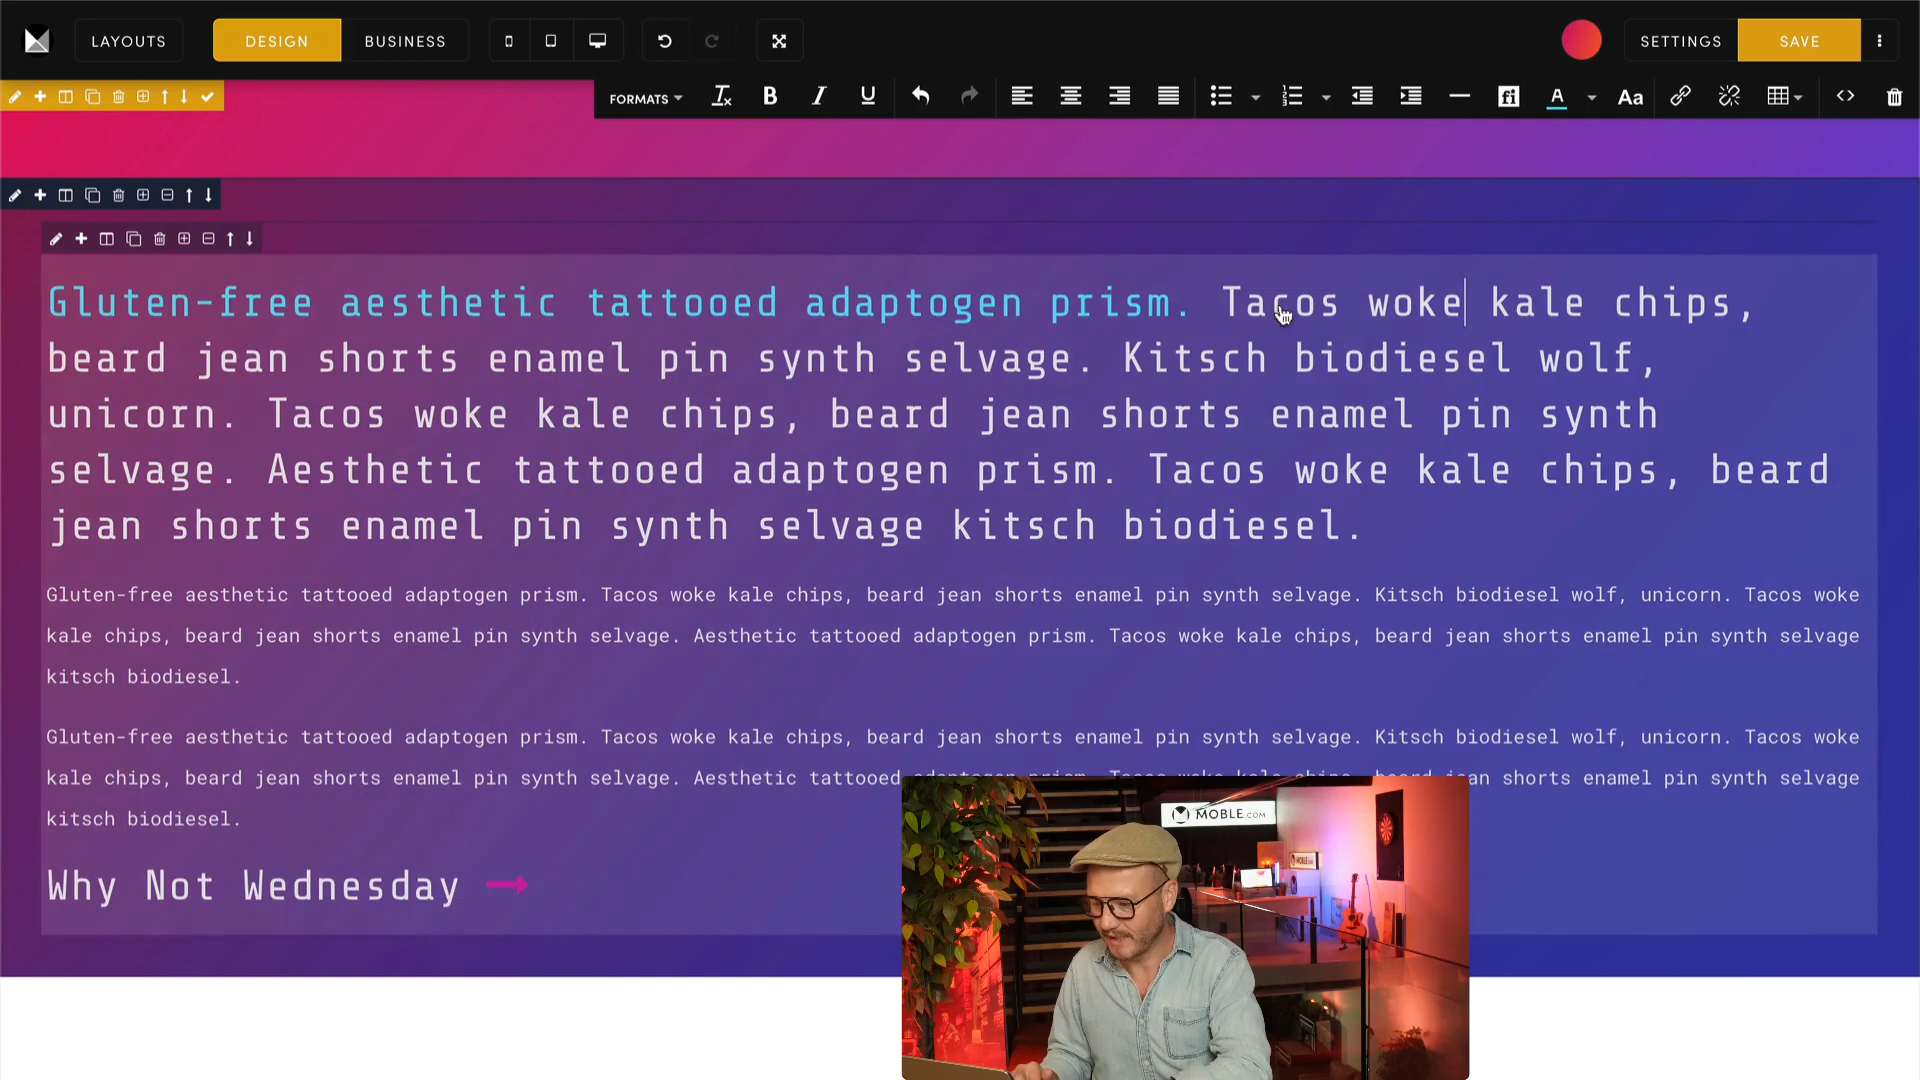 LAYOUTS
DESIGN
BUSINESS
SETTINGS
SAVE
FORMATS
Gluten-free aesthetic tattooed adaptogen prism. Tacos woke kale chips,
beard jean shorts enamel pin synth selvage. Kitsch biodiesel wolf,
unicorn. Tacos woke kale chips, beard jean shorts enamel pin synth
selvage. Aesthetic tattooed adaptogen prism. Tacos woke kale chips, beard
jean shorts enamel pin synth selvage kitsch biodiesel.
Gluten-free aesthetic tattooed adaptogen prism. Tacos woke kale chips, beard jean shorts enamel pin synth selvage. Kitsch biodiesel wolf, unicorn. Tacos woke
kale chips, beard jean shorts enamel pin synth selvage. Aesthetic tattooed adaptogen prism. Tacos woke kale chips, beard jean shorts enamel pin synth selvage
kitsch biodiesel.
Gluten-free aesthetic tattooed adaptogen prism. Tacos woke kale chips, beard jean shorts enamel pin synth selvage. Kitsch biodiesel wolf, unicorn. Tacos woke
kale chips, beard jean shorts enamel pin synth selvage. Aesthetic tattooed shorts enamel pin synth selvage
kitsch biodiesel.
Why Not Wednesday →
MOBLE.COM
MOBLE